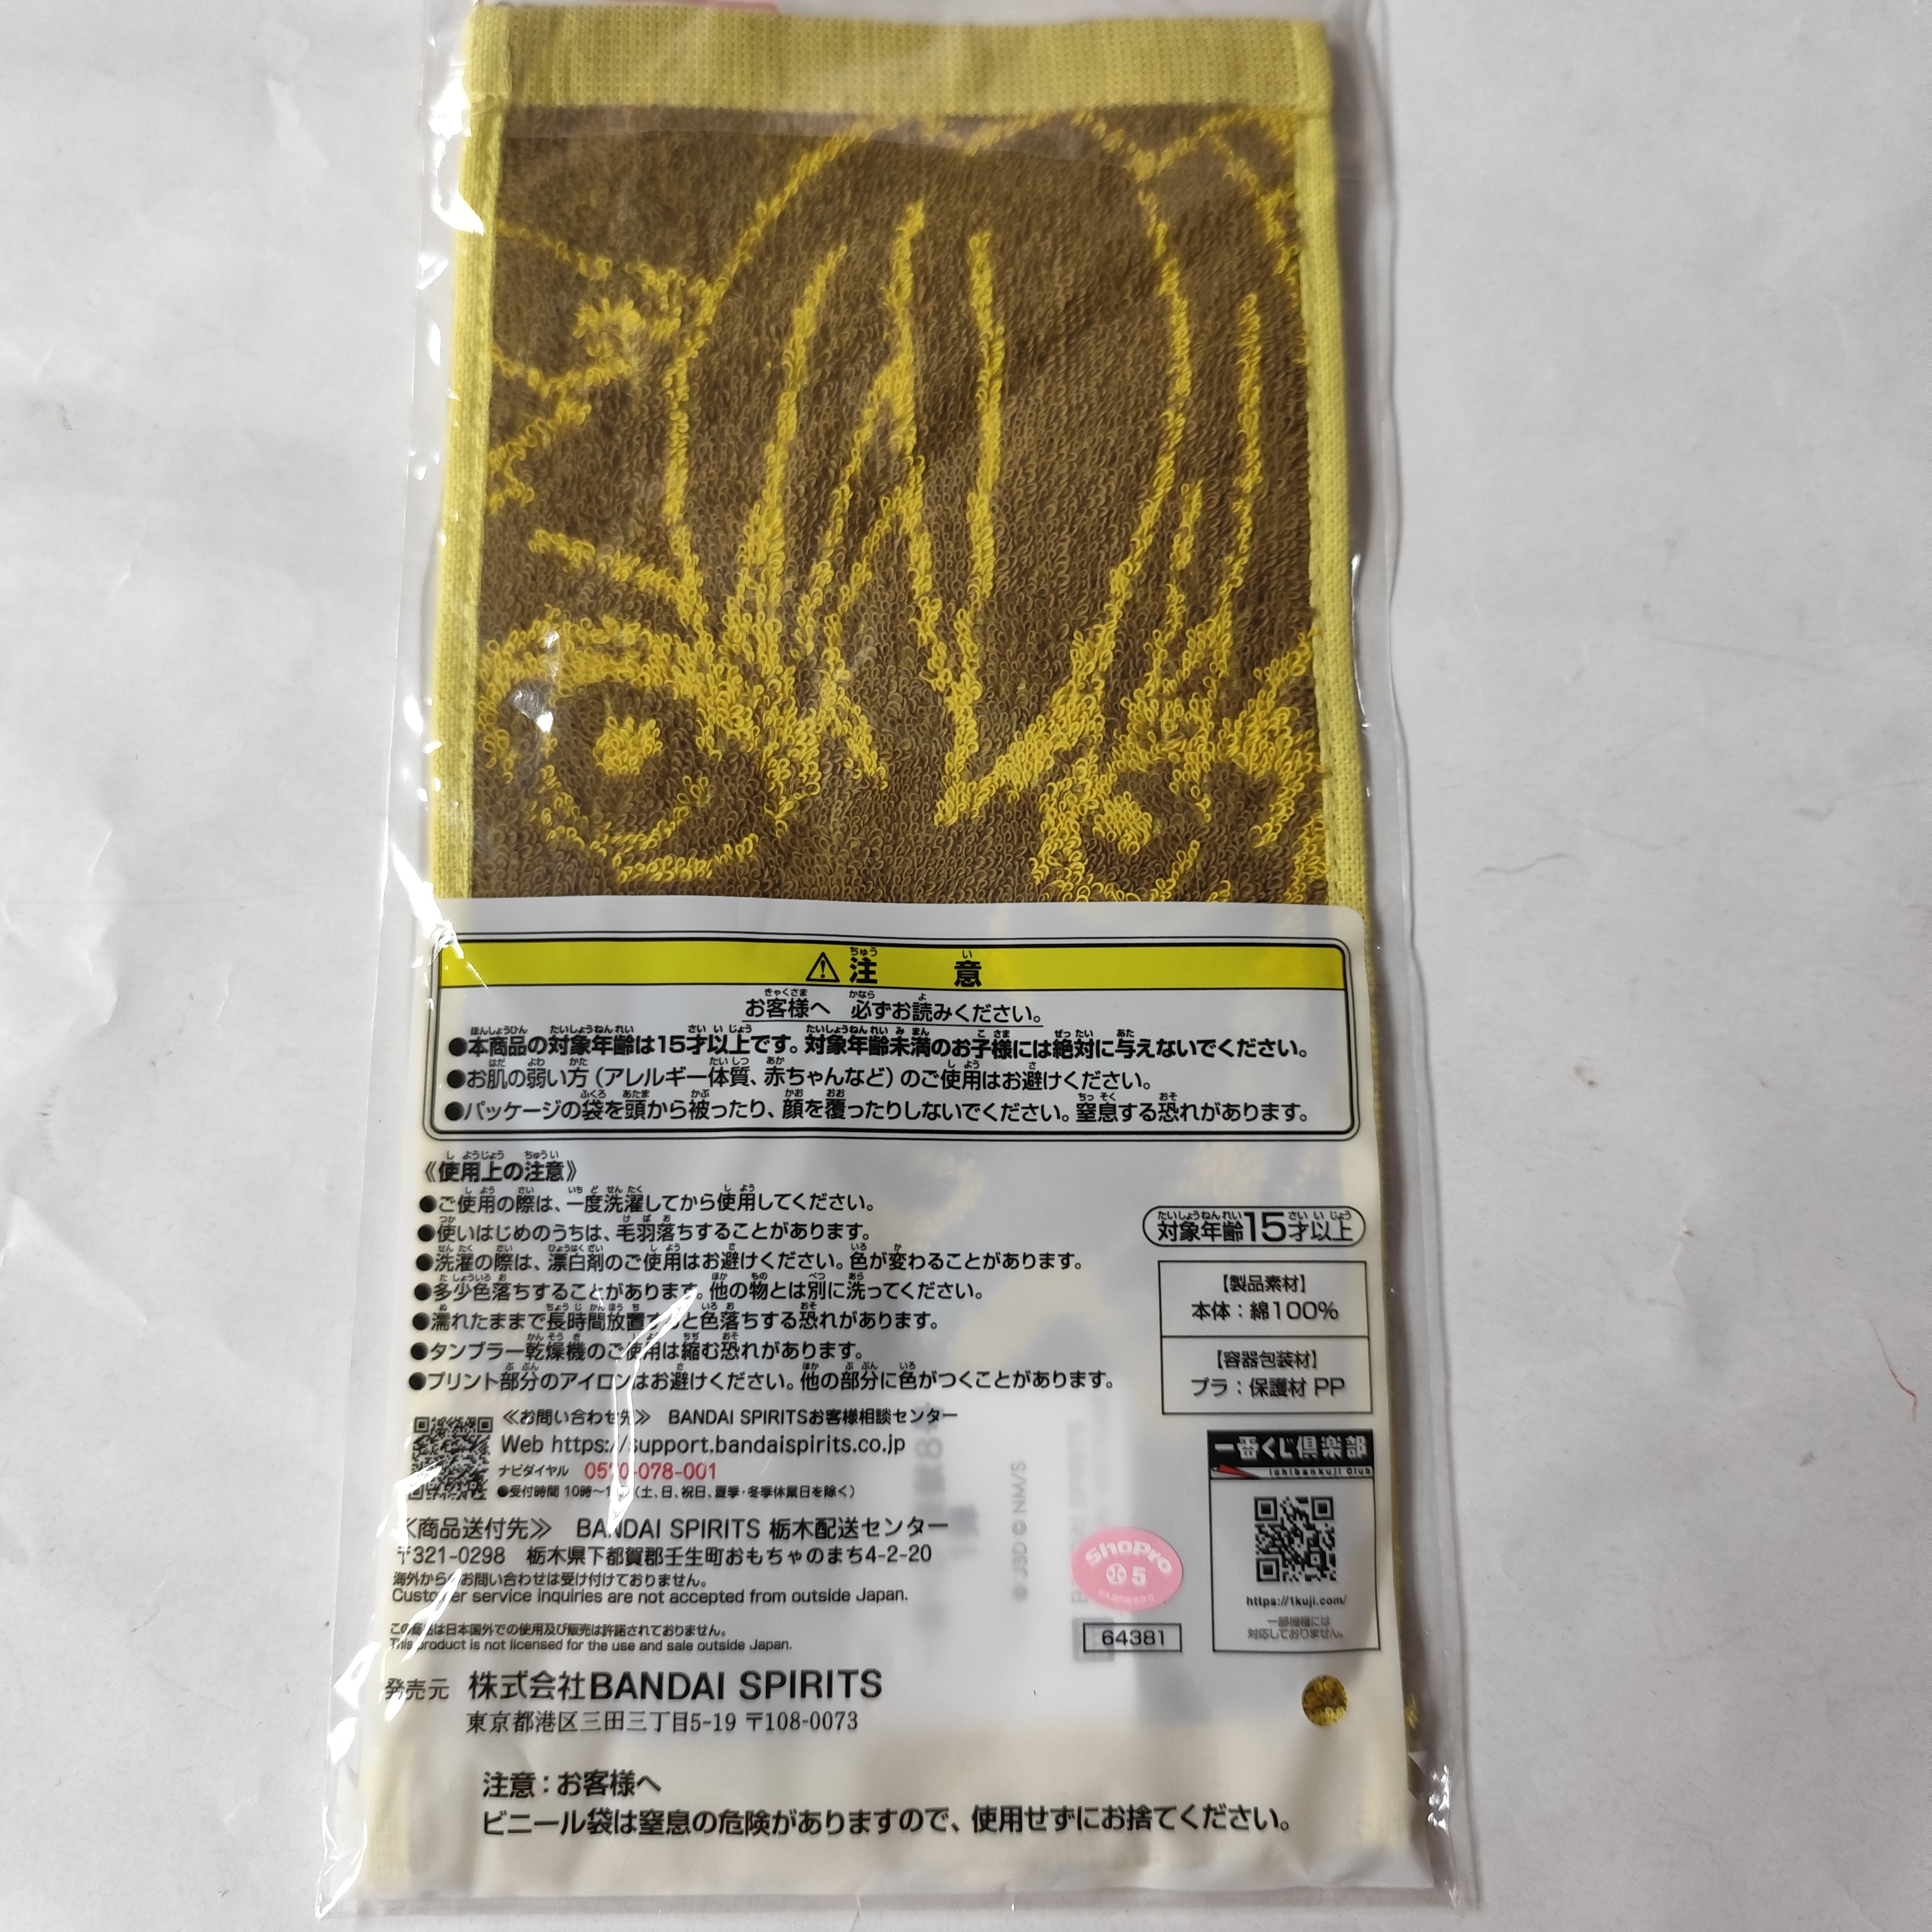 ⚠注意
お客様へ 必ずお読みください。
●本商品の対象年齢は15才以上です。対象年齢未満のお子様には絶対に与えないでください。
●お肌の弱い方(アレルギー体質、赤ちゃんなど)のご使用はお避けください。
●パッケージの袋を頭から被ったり、顔を覆ったりしないでください。窒息する恐れがあります。
《使用上の注意》
●ご使用の際は、一度洗濯してから使用してください。
●使いはじめのうちは、毛羽落ちすることがあります。
●洗濯の際は、漂白剤のご使用はお避けください。色が変わることがあります。
●多少色落ちすることがあります。他の物とは別に洗ってください。
●濡れたままで長時間放置すると色落ちする恐れがあります。
●タンブラー乾燥機のご使用は縮む恐れがあります。
●プリント部分のアイロンはお避けください。他の部分に色がつくことがあります。
対象年齢15才以上
【製品素材】
本体:綿100%
【容器包装材】
プラ:保護材 PP
≪お問い合わせ先≫ BANDAI SPIRITSお客様相談センター
Web https://support.bandaispirits.co.jp
ナビダイヤル 0570-078-001
●受付時間 10時~ (土、日、祝日、夏季・冬季休業日を除く)
≪商品送付先≫ BANDAI SPIRITS 栃木配送センター
〒321-0298 栃木県下都賀郡壬生町おもちゃのまち4-2-20
海外からのお問い合わせは受け付けておりません。
Customer service inquiries are not accepted from outside Japan.
この商品は日本国外での使用及び販売は許諾されておりません。
This product is not licensed for the use and sale outside Japan.
一番くじ倶楽部
Ichibankuji Club
https://1kuji.com/
一部機種には
対応しておりません。
© J3D © NM/S
ShoPro
5
64381
発売元 株式会社BANDAI SPIRITS
東京都港区三田三丁目5-19 〒108-0073
注意:お客様へ
ビニール袋は窒息の危険がありますので、使用せずにお捨てください。